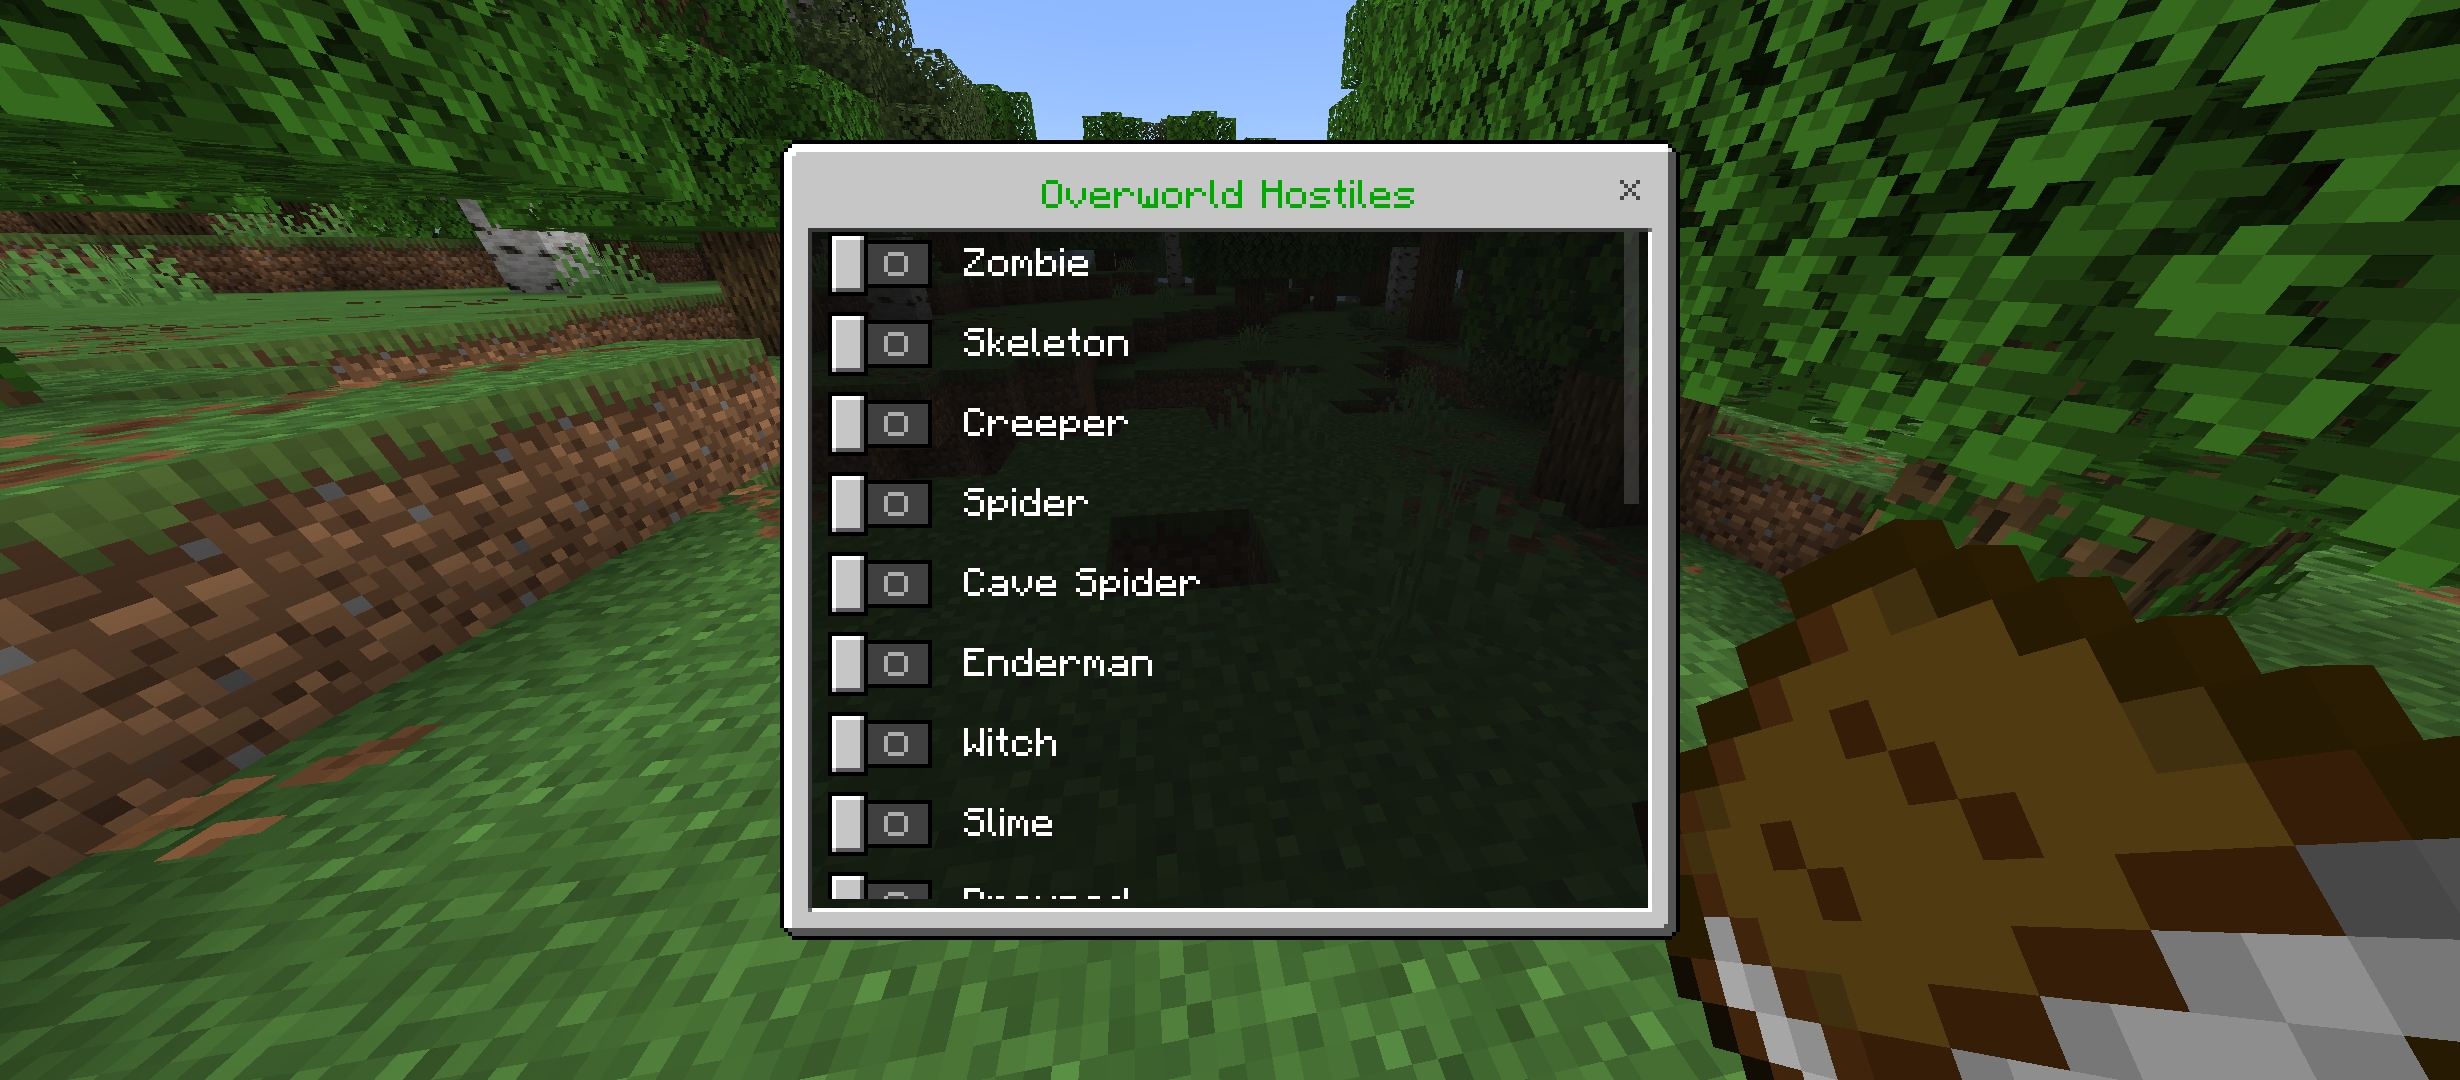 Overworld Hostiles
Zombie
Skeleton
Creeper
Spider
Cave Spider
Enderman
Witch
Slime